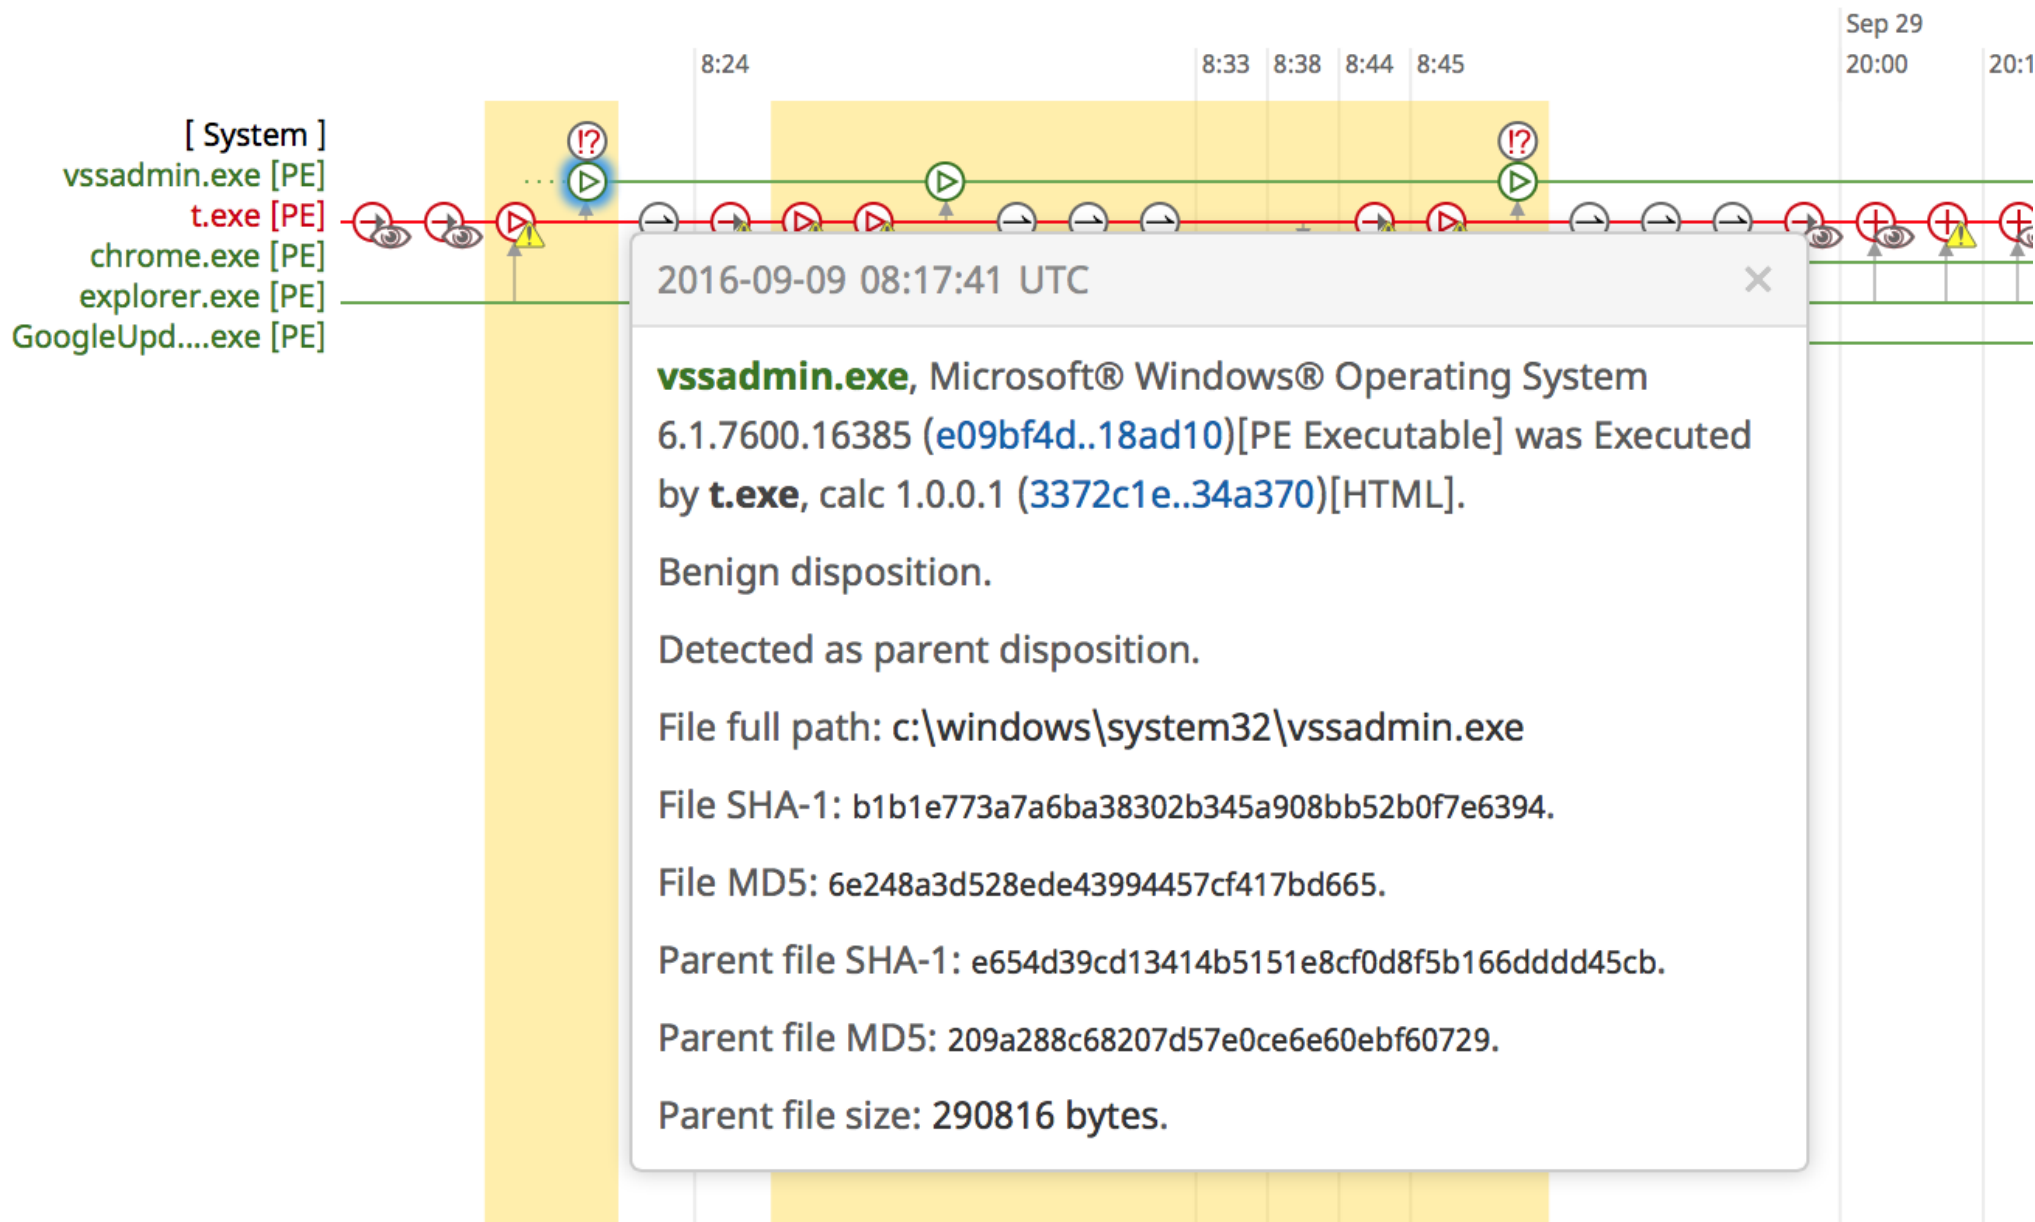 Sep 29
8:24
8:33
8:38
8:44
8:45
20:00
20:1
[ System ]
!?
!?
vssadmin.exe [PE]
t.exe [PE]
chrome.exe [PE]
explorer.exe [PE]
GoogleUpd....exe [PE]
2016-09-09 08:17:41 UTC
×
vssadmin.exe, Microsoft® Windows® Operating System
6.1.7600.16385 (e09bf4d..18ad10)[PE Executable] was Executed
by t.exe, calc 1.0.0.1 (3372c1e..34a370)[HTML].
Benign disposition.
Detected as parent disposition.
File full path: c:\windows\system32\vssadmin.exe
File SHA-1: b1b1e773a7a6ba38302b345a908bb52b0f7e6394.
File MD5: 6e248a3d528ede43994457cf417bd665.
Parent file SHA-1: e654d39cd13414b5151e8cf0d8f5b166dddd45cb.
Parent file MD5: 209a288c68207d57e0ce6e60ebf60729.
Parent file size: 290816 bytes.